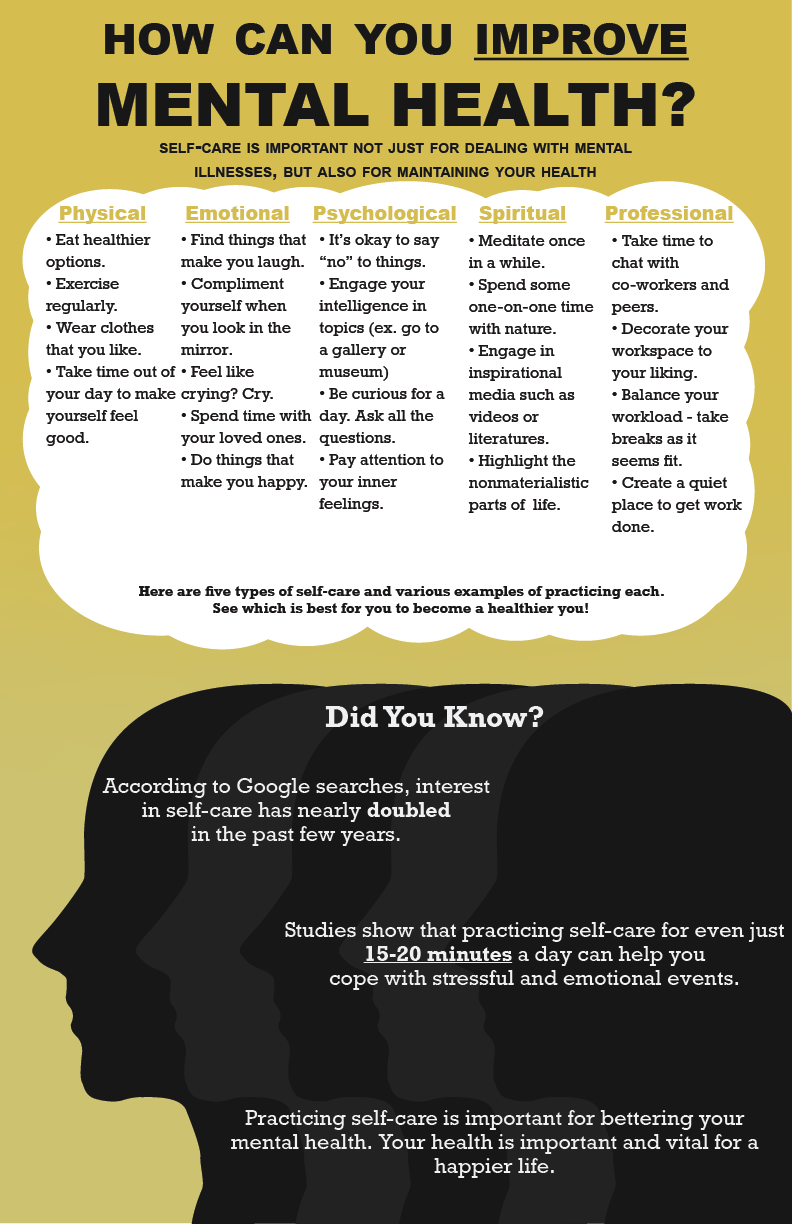 HOW CAN YOU IMPROVE
MENTAL HEALTH?
SELF-CARE IS IMPORTANT NOT JUST FOR DEALING WITH MENTAL
ILLNESSES, BUT ALSO FOR MAINTAINING YOUR HEALTH
Physical
• Eat healthier
options.
• Exercise
regularly.
• Wear clothes
that you like.
• Take time out of
your day to make
yourself feel
good.
Emotional
• Find things that
make you laugh.
• Compliment
yourself when
you look in the
mirror.
• Feel like
crying? Cry.
• Spend time with
your loved ones.
• Do things that
make you happy.
Psychological
• It's okay to say
“no” to things.
• Engage your
intelligence in
topics (ex. go to
a gallery or
museum)
• Be curious for a
day. Ask all the
questions.
• Pay attention to
your inner
feelings.
Spiritual
• Meditate once
in a while.
• Spend some
one-on-one time
with nature.
• Engage in
inspirational
media such as
videos or
literatures.
• Highlight the
nonmaterialistic
parts of life.
Professional
• Take time to
chat with
co-workers and
peers.
• Decorate your
workspace to
your liking.
• Balance your
workload - take
breaks as it
seems fit.
• Create a quiet
place to get work
done.
Here are five types of self-care and various examples of practicing each.
See which is best for you to become a healthier you!
Did You Know?
According to Google searches, interest
in self-care has nearly doubled
in the past few years.
Studies show that practicing self-care for even just
15-20 minutes a day can help you
cope with stressful and emotional events.
Practicing self-care is important for bettering your
mental health. Your health is important and vital for a
happier life.